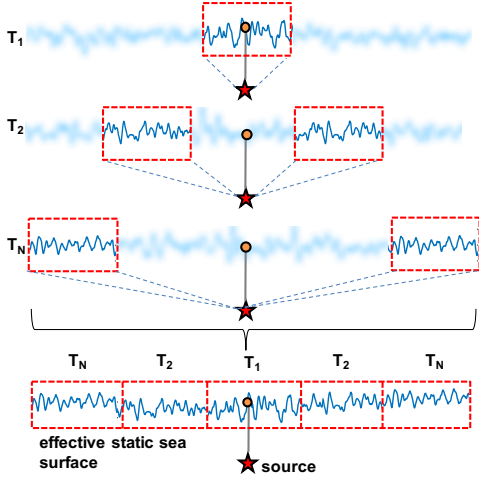 T1
T2
TN
TN T2 T1 T2 TN
effective static sea
surface
source